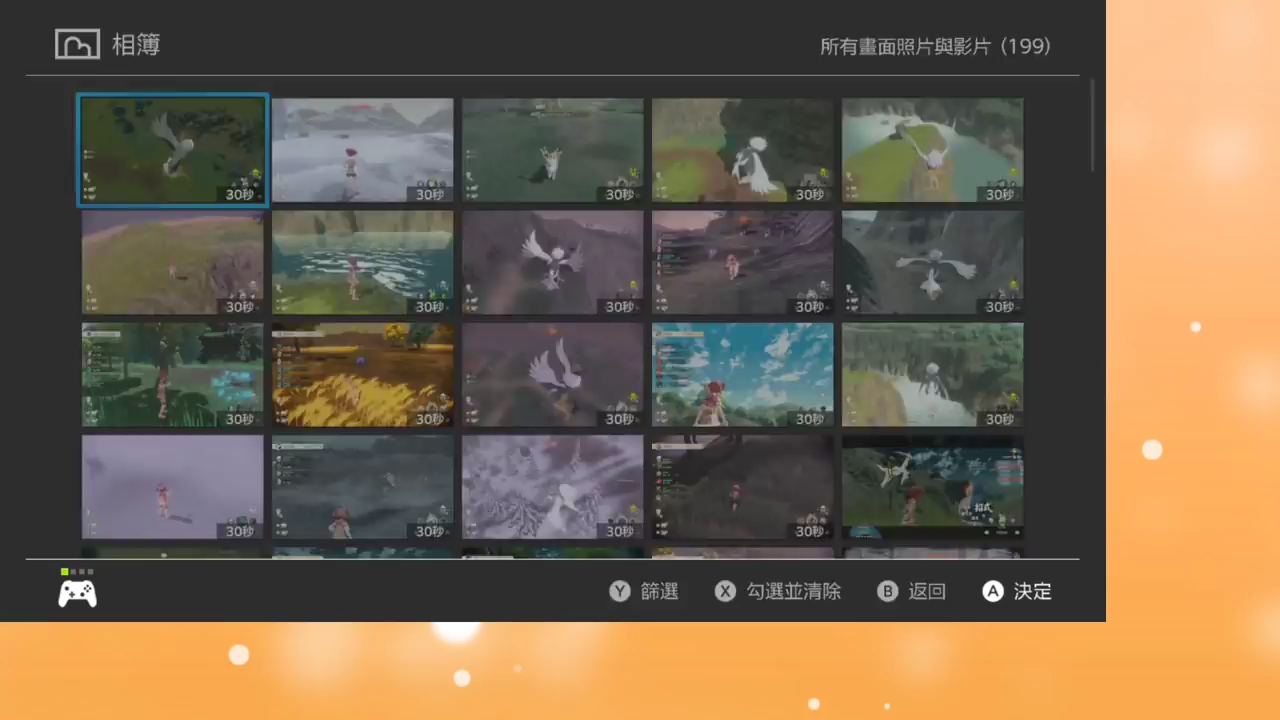 相簿
所有畫面照片與影片 (199)
30秒 30秒 30秒 30秒 30秒
30秒 30秒 30秒 30秒 30秒
30秒 30秒 30秒 30秒 30秒
30秒 30秒 30秒 30秒
招式
Y 篩選 X 勾選並清除 B 返回 A 決定